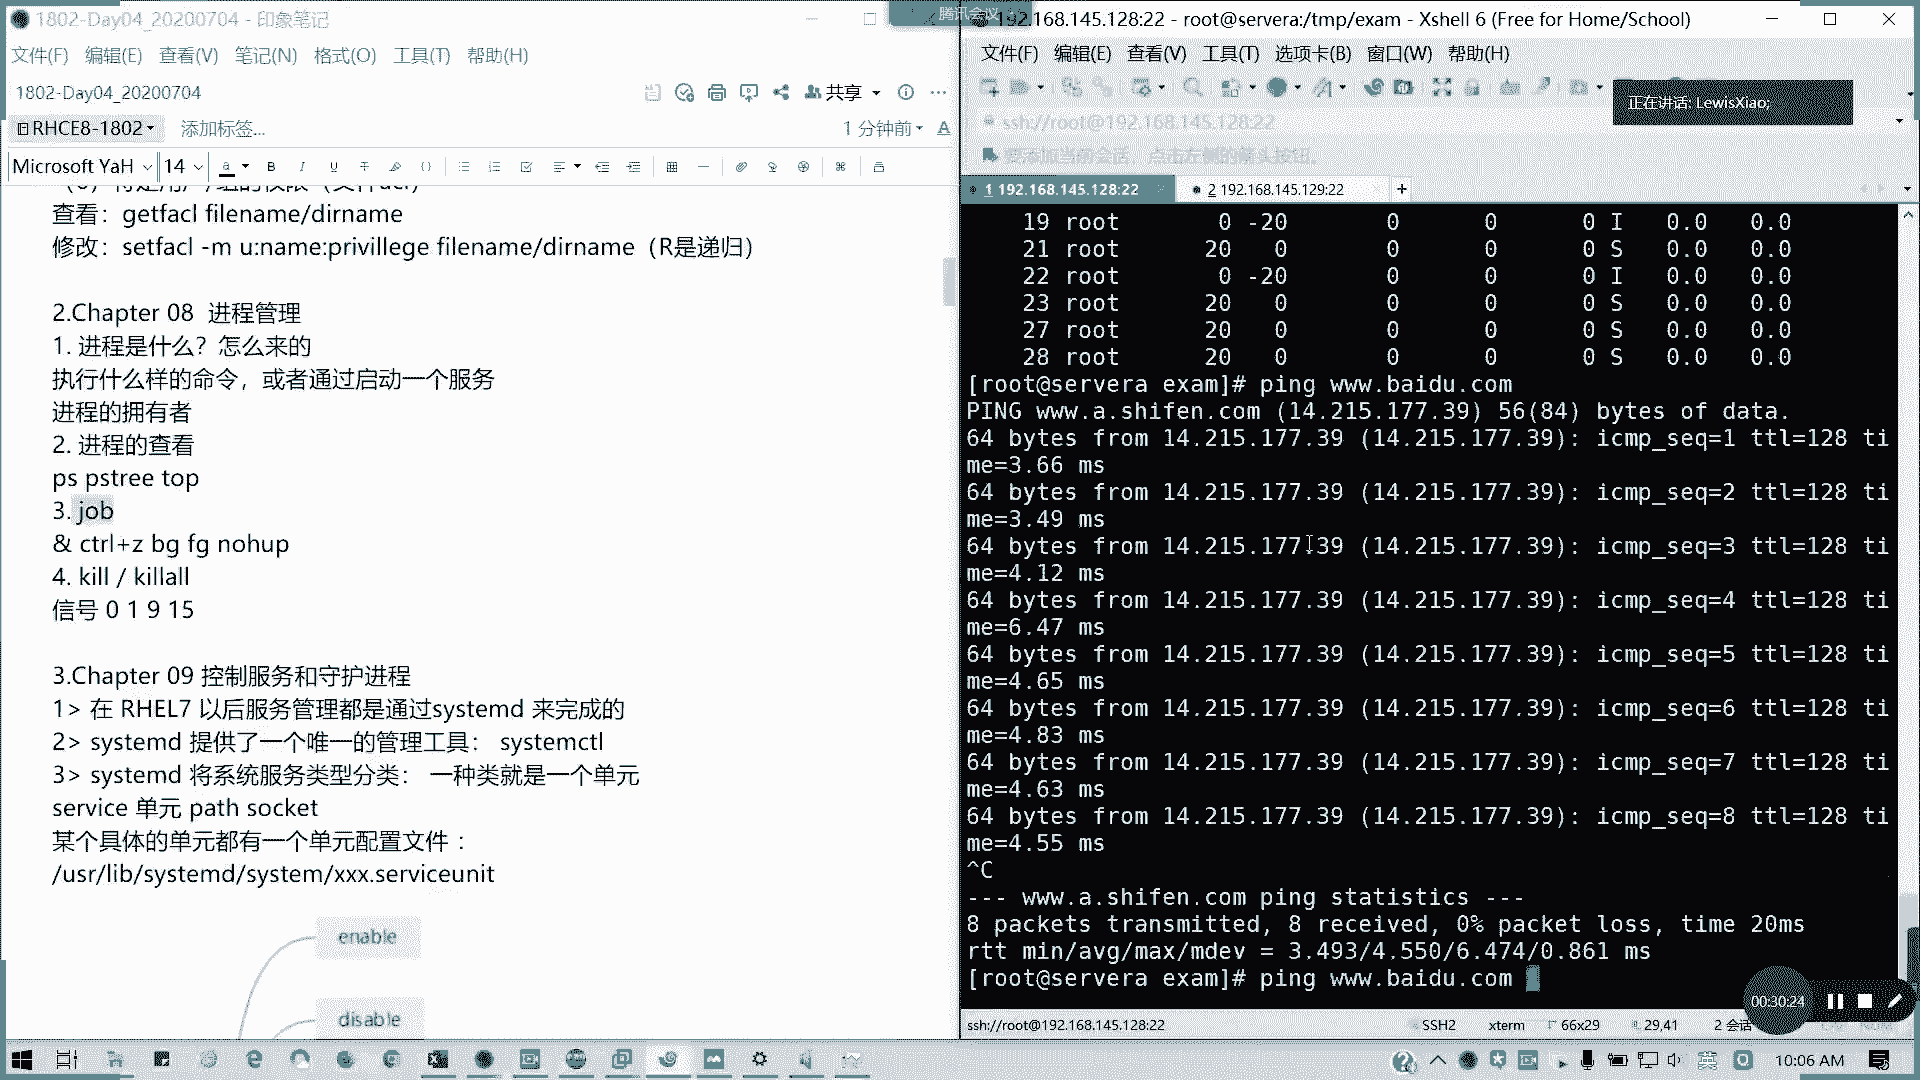 1802-Day04_20200704 - 印象笔记
文件(F) 编辑(E) 查看(V) 笔记(N) 格式(O) 工具(T) 帮助(H)
1802-Day04_20200704
共享
RHCE8-1802
添加标签...
1 分钟前
Microsoft YaH 14
查看：getfacl filename/dirname
修改：setfacl -m u:name:privillege filename/dirname（R是递归）
2.Chapter 08 进程管理
1. 进程是什么？怎么来的
执行什么样的命令，或者通过启动一个服务
进程的拥有者
2. 进程的查看
ps pstree top
3. job
& ctrl+z bg fg nohup
4. kill / killall
信号 0 1 9 15
3.Chapter 09 控制服务和守护进程
1> 在 RHEL7 以后服务管理都是通过systemd 来完成的
2> systemd 提供了一个唯一的管理工具： systemctl
3> systemd 将系统服务类型分类： 一种类就是一个单元
service 单元 path socket
某个具体的单元都有一个单元配置文件：
/usr/lib/systemd/system/xxx.serviceunit
enable
disable
腾讯会议
192.168.145.128:22 - root@servera:/tmp/exam - Xshell 6 (Free for Home/School)
文件(F) 编辑(E) 查看(V) 工具(T) 选项卡(B) 窗口(W) 帮助(H)
正在讲话: LewisXiao;
ssh://root@192.168.145.128:22
要添加当前会话，点击左侧的箭头按钮。
1 192.168.145.128:22
2 192.168.145.129:22
19 root 0 -20 0 0 0 I 0.0 0.0
21 root 20 0 0 0 0 S 0.0 0.0
22 root 0 -20 0 0 0 I 0.0 0.0
23 root 20 0 0 0 0 S 0.0 0.0
27 root 20 0 0 0 0 S 0.0 0.0
28 root 20 0 0 0 0 S 0.0 0.0
[root@servera exam]# ping www.baidu.com
PING www.a.shifen.com (14.215.177.39) 56(84) bytes of data.
64 bytes from 14.215.177.39 (14.215.177.39): icmp_seq=1 ttl=128 ti
me=3.66 ms
64 bytes from 14.215.177.39 (14.215.177.39): icmp_seq=2 ttl=128 ti
me=3.49 ms
64 bytes from 14.215.177.39 (14.215.177.39): icmp_seq=3 ttl=128 ti
me=4.12 ms
64 bytes from 14.215.177.39 (14.215.177.39): icmp_seq=4 ttl=128 ti
me=6.47 ms
64 bytes from 14.215.177.39 (14.215.177.39): icmp_seq=5 ttl=128 ti
me=4.65 ms
64 bytes from 14.215.177.39 (14.215.177.39): icmp_seq=6 ttl=128 ti
me=4.83 ms
64 bytes from 14.215.177.39 (14.215.177.39): icmp_seq=7 ttl=128 ti
me=4.63 ms
64 bytes from 14.215.177.39 (14.215.177.39): icmp_seq=8 ttl=128 ti
me=4.55 ms
^C
--- www.a.shifen.com ping statistics ---
8 packets transmitted, 8 received, 0% packet loss, time 20ms
rtt min/avg/max/mdev = 3.493/4.550/6.474/0.861 ms
[root@servera exam]# ping www.baidu.com
00:30:24
ssh://root@192.168.145.128:22 SSH2 xterm 66x29 29,41 2 会话
英
10:06 AM